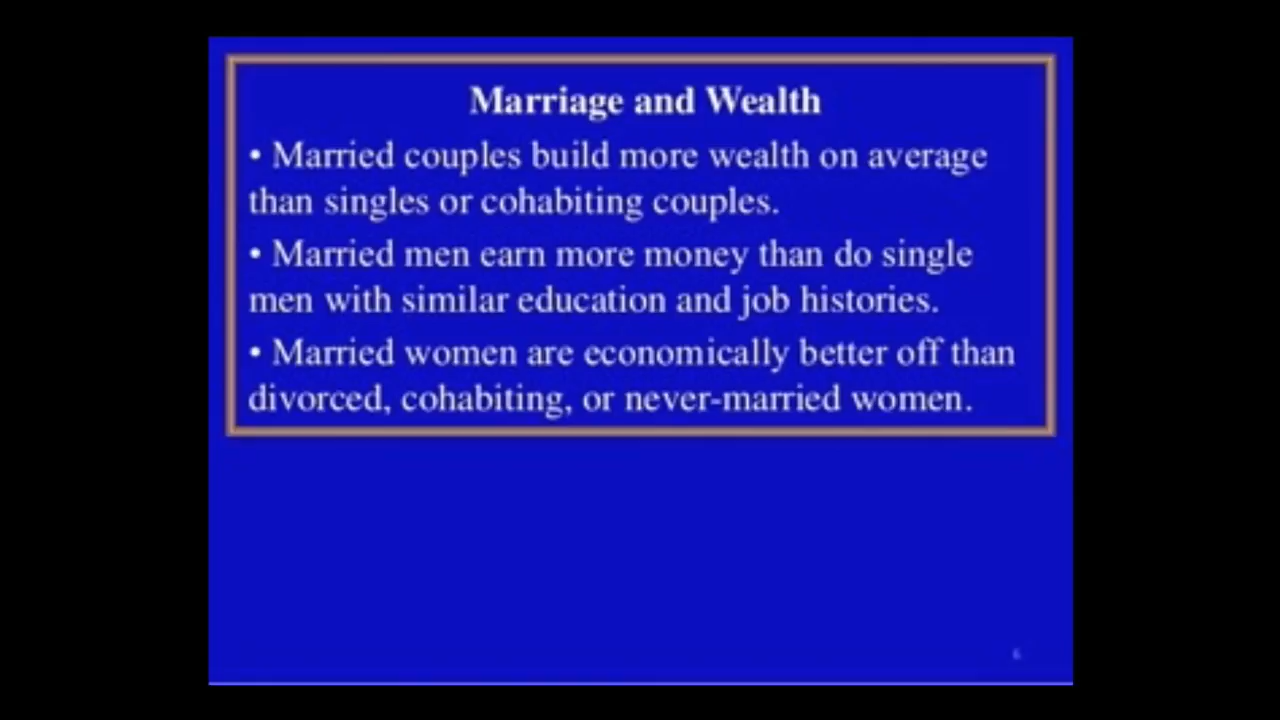 Marriage and Wealth
• Married couples build more wealth on average
than singles or cohabiting couples.
• Married men earn more money than do single
men with similar education and job histories.
• Married women are economically better off than
divorced, cohabiting, or never-married women.